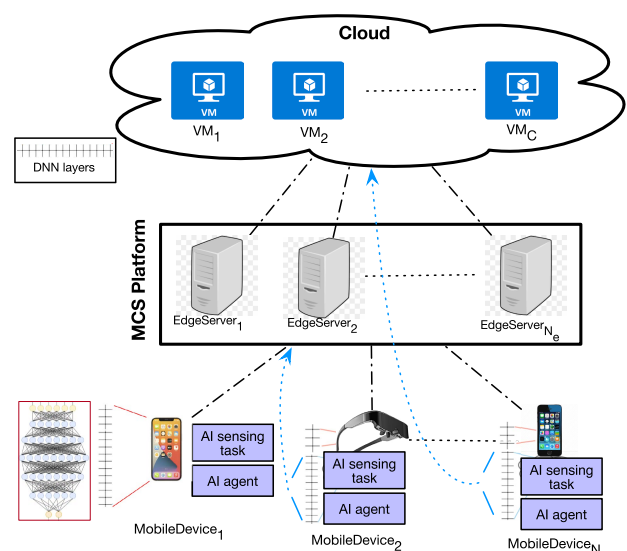 Cloud
VM
VM
VM
VM1
VM2
VMC
DNN layers
MCS Platform
EdgeServer1
EdgeServer2
EdgeServerNe
AI sensing
task
AI agent
MobileDevice1
AI sensing
task
AI agent
MobileDevice2
AI sensing
task
AI agent
MobileDeviceN